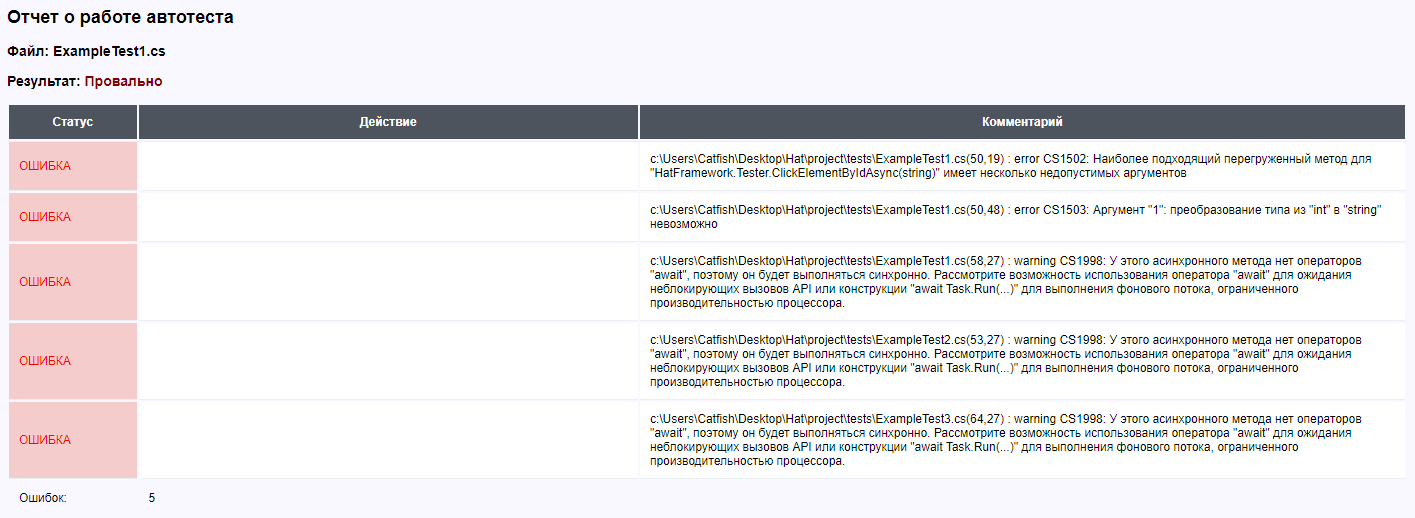 Отчет о работе автотеста
Файл: ExampleTest1.cs
Результат: Провально
Статус Действие Комментарий
ОШИБКА
c:\Users\Catfish\Desktop\Hat\project\tests\ExampleTest1.cs(50,19) : error CS1502: Наиболее подходящий перегруженный метод для
"HatFramework.Tester.ClickElementByIdAsync(string)" имеет несколько недопустимых аргументов
ОШИБКА
c:\Users\Catfish\Desktop\Hat\project\tests\ExampleTest1.cs(50,48) : error CS1503: Аргумент "1": преобразование типа из "int" в "string"
невозможно
ОШИБКА
c:\Users\Catfish\Desktop\Hat\project\tests\ExampleTest1.cs(58,27) : warning CS1998: У этого асинхронного метода нет операторов
"await", поэтому он будет выполняться синхронно. Рассмотрите возможность использования оператора "await" для ожидания
неблокирующих вызовов API или конструкции "await Task.Run(...)" для выполнения фонового потока, ограниченного
производительностью процессора.
ОШИБКА
c:\Users\Catfish\Desktop\Hat\project\tests\ExampleTest2.cs(53,27) : warning CS1998: У этого асинхронного метода нет операторов
"await", поэтому он будет выполняться синхронно. Рассмотрите возможность использования оператора "await" для ожидания
неблокирующих вызовов API или конструкции "await Task.Run(...)" для выполнения фонового потока, ограниченного
производительностью процессора.
ОШИБКА
c:\Users\Catfish\Desktop\Hat\project\tests\ExampleTest3.cs(64,27) : warning CS1998: У этого асинхронного метода нет операторов
"await", поэтому он будет выполняться синхронно. Рассмотрите возможность использования оператора "await" для ожидания
неблокирующих вызовов API или конструкции "await Task.Run(...)" для выполнения фонового потока, ограниченного
производительностью процессора.
Ошибок: 5